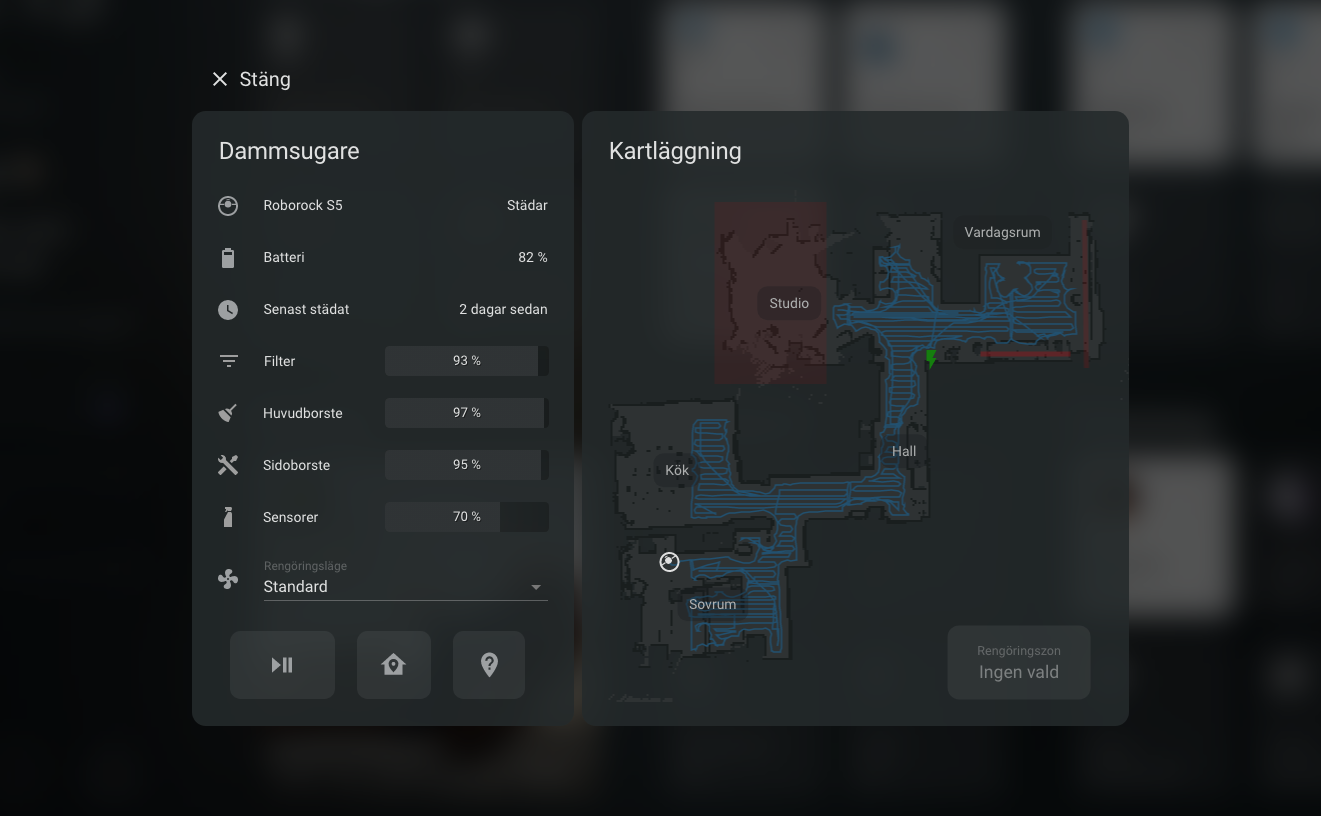 Stäng
Dammsugare
Roborock S5 Städar
Batteri 82 %
Senast städat 2 dagar sedan
Filter 93 %
Huvudborste 97 %
Sidoborste 95 %
Sensorer 70 %
Rengöringsläge
Standard
Kartläggning
Vardagsrum
Studio
Hall
Kök
Sovrum
Rengöringszon
Ingen vald